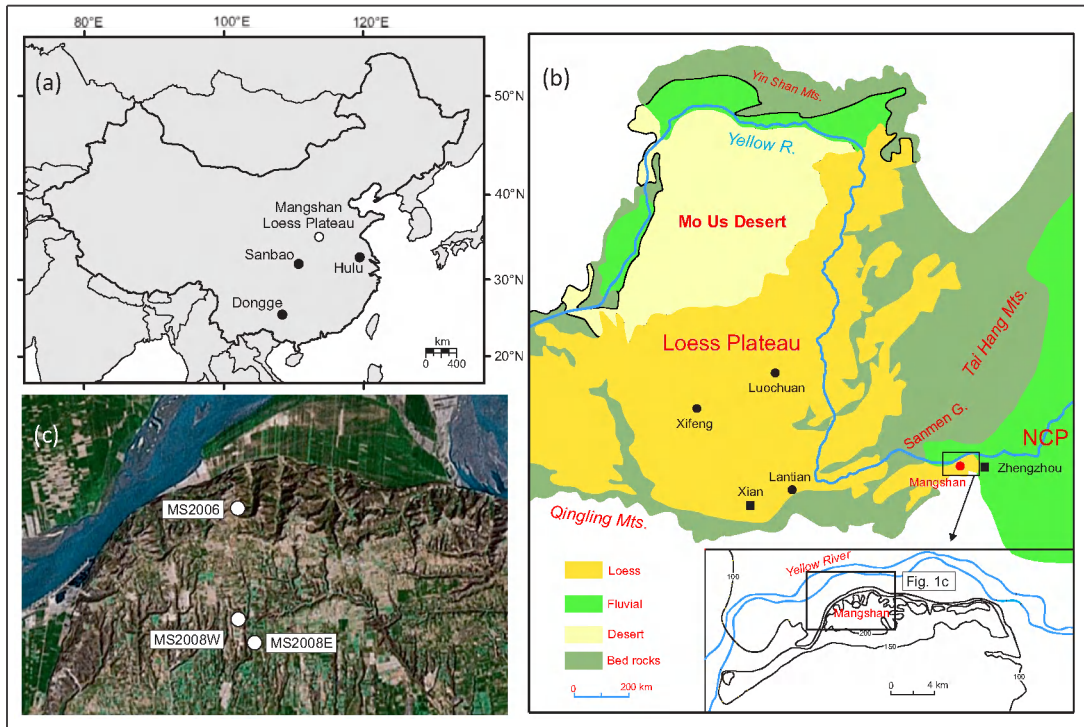 80°E
100°E
120°E
(a)
50°N
40°N
30°N
20°N
Mangshan
Loess Plateau
Sanbao
Hulu
Dongge
km
0 400
(b)
Yin Shan Mts.
Yellow R.
Mo Us Desert
Loess Plateau
Luochuan
Xifeng
Tai Hang Mts.
Sanmen G.
NCP
Mangshan
Zhengzhou
Lantian
Xian
Qingling Mts.
Loess
Fluvial
Desert
Bed rocks
0 200 km
Yellow River
100
Fig. 1c
Mangshan
200
150
100
0 4 km
(c)
MS2006
MS2008W
MS2008E